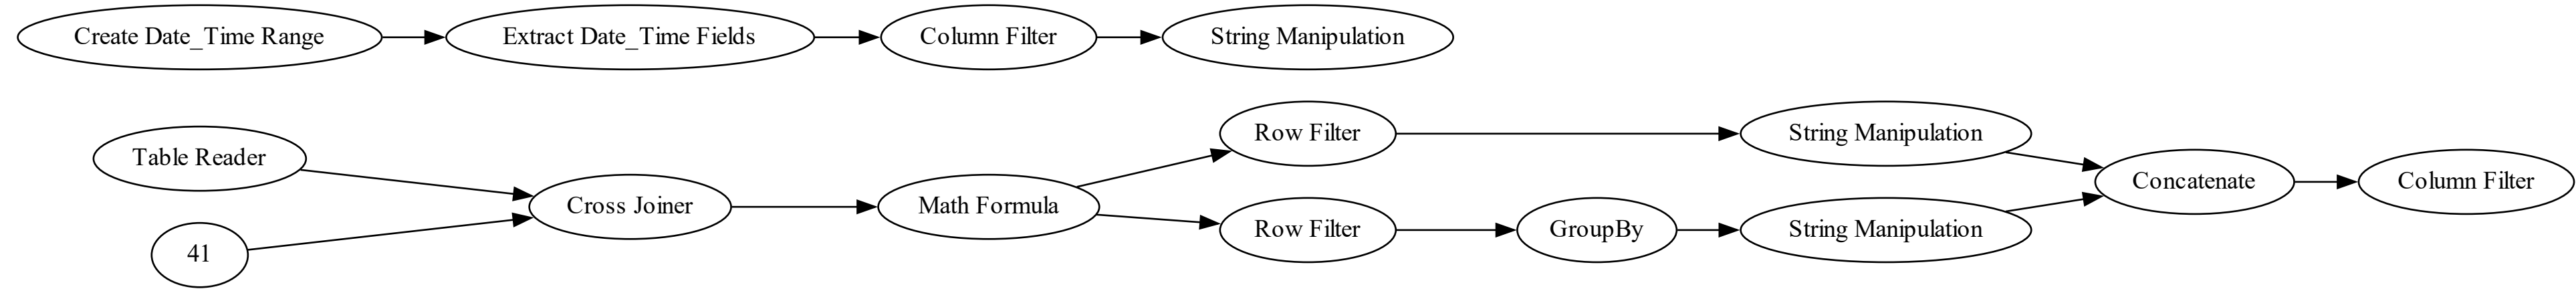 Create Date_Time Range
Extract Date_Time Fields
Column Filter
String Manipulation
Table Reader
41
Cross Joiner
Math Formula
Row Filter
String Manipulation
Row Filter
GroupBy
String Manipulation
Concatenate
Column Filter